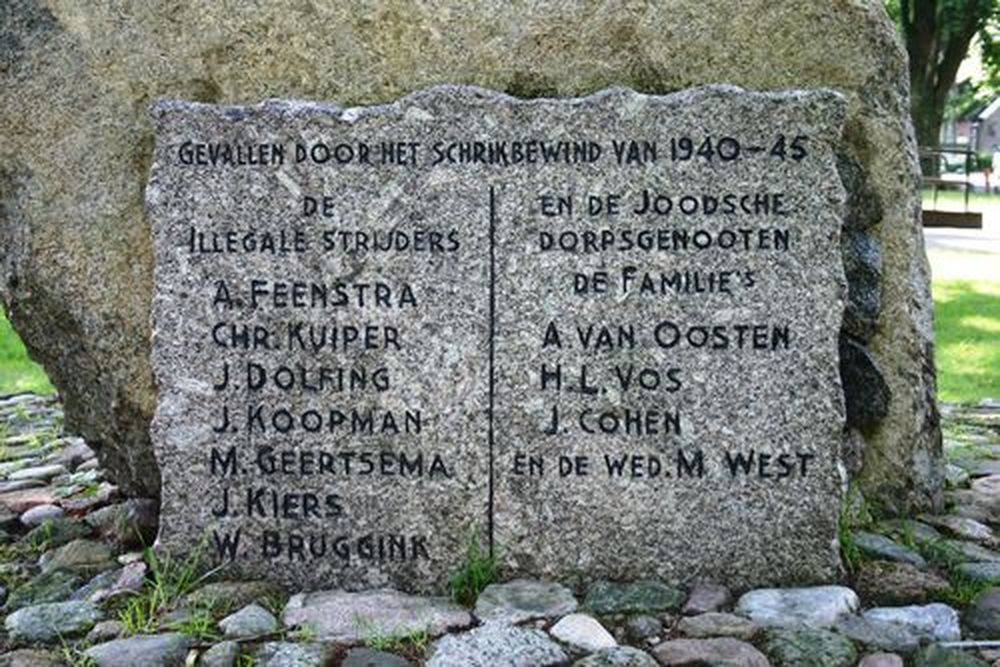 GEVALLEN DOOR HET SCHRIKBEWIND VAN 1940-45
DE
ILLEGALE STRIJDERS
A. FEENSTRA
CHR. KUIPER
J. DOLFING
J. KOOPMAN
M. GEERTSEMA
J. KIERS
W. BRUGGINK
EN DE JOODSCHE
DORPSGENOOTEN
DE FAMILIE'S
A. VAN OOSTEN
H. L. VOS
J. COHEN
EN DE WED. M WEST